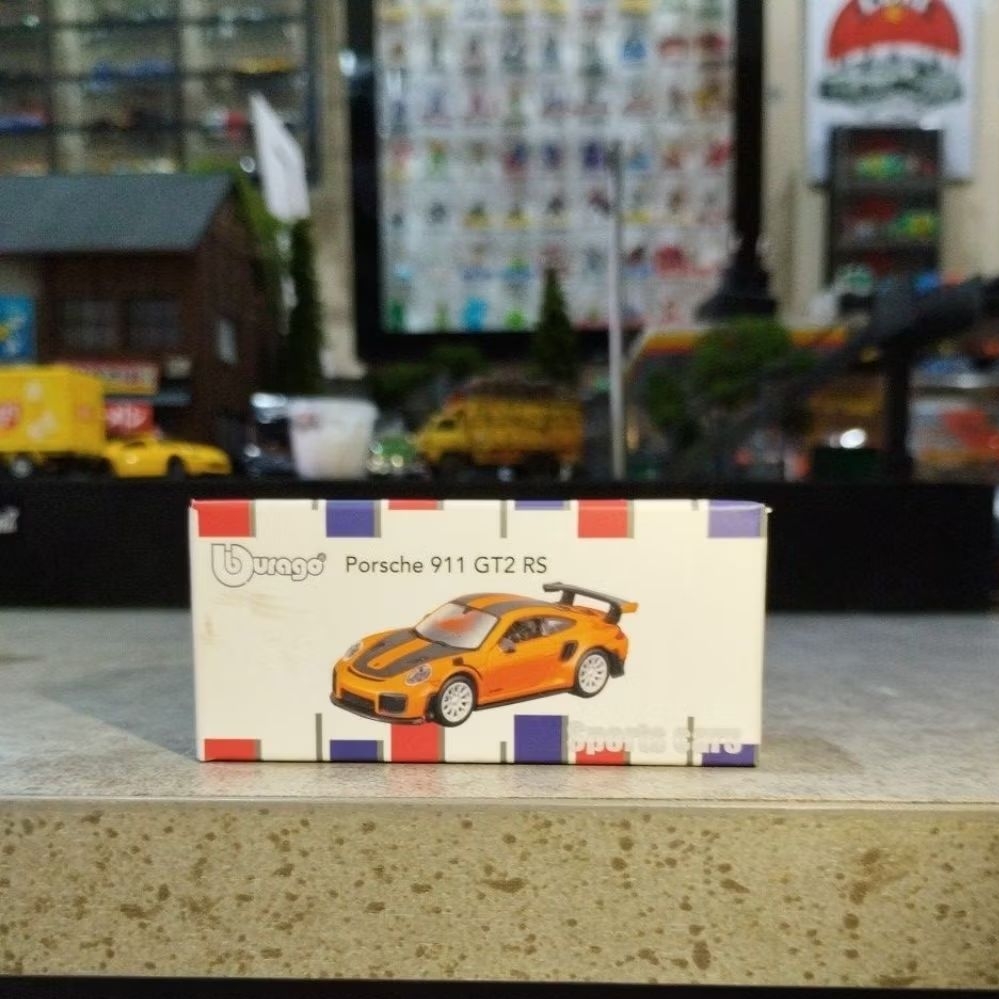 Burago®
Porsche 911 GT2 RS
Sports Cars